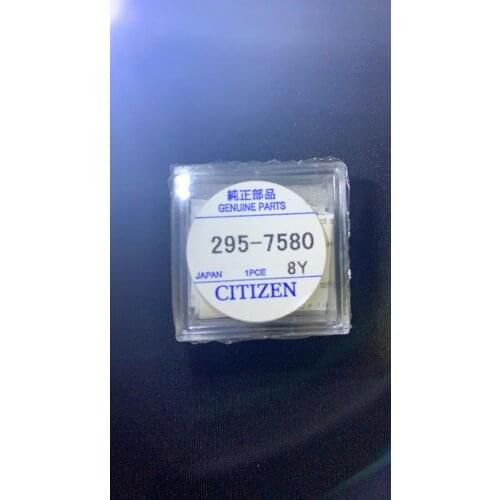 純正部品
GENUINE PARTS
295-7580
JAPAN 1PCE 8Y
CITIZEN